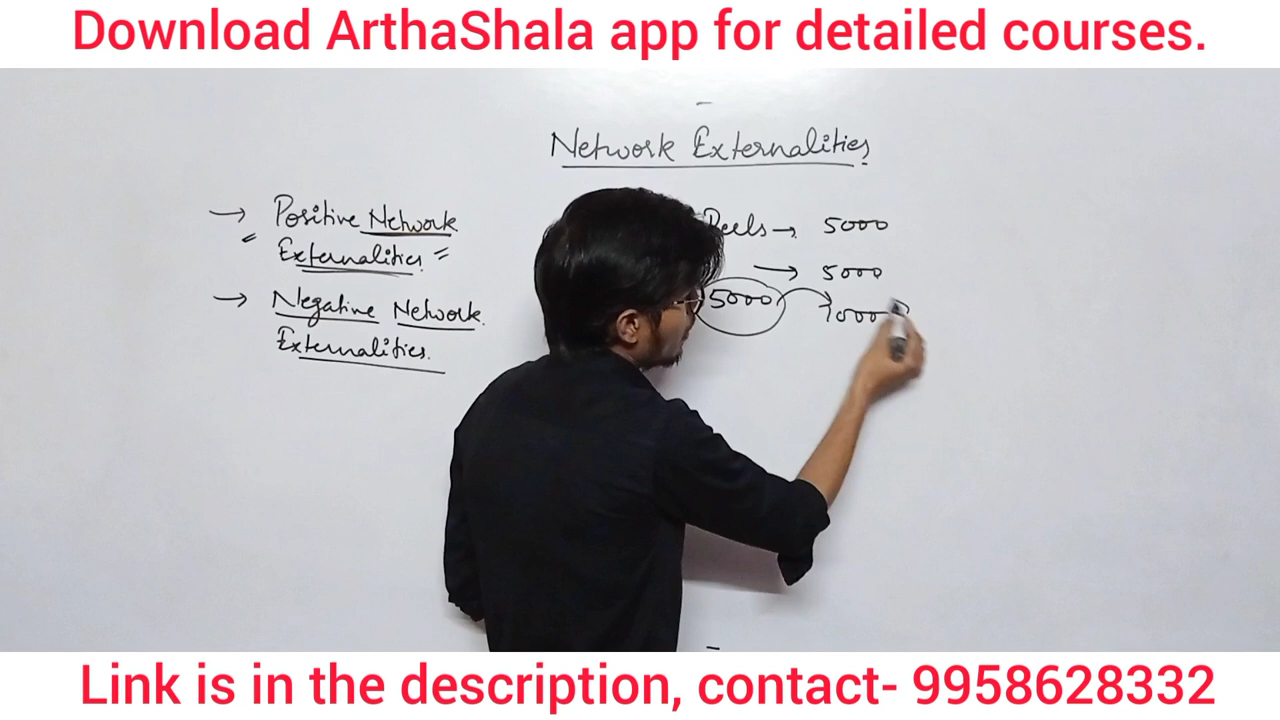 Download ArthaShala app for detailed courses.
Network Externalities
→ Positive Network
Externalities
→ Negative Network
Externalities.
Reels → 5000
→ 5000
5000
Link is in the description, contact- 9958628332